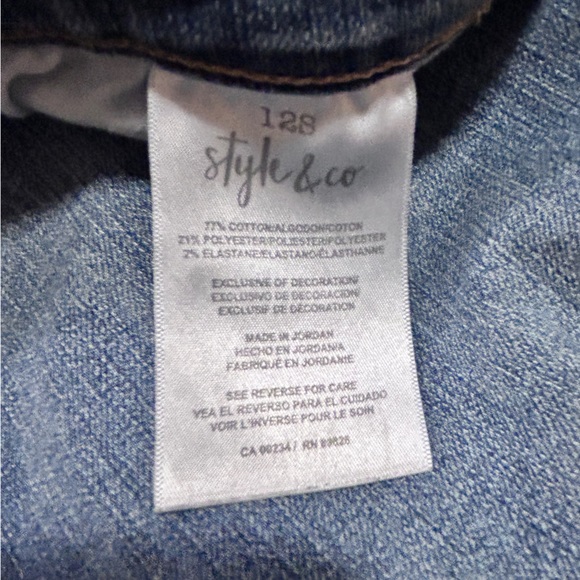 12S
style & co
77% COTTON/ALGODON/COTON
21% POLYESTER/POLIESTER/POLYESTER
2% ELASTANE/ELASTANO/ELASTHANNE
EXCLUSIVE OF DECORATION
EXCLUSIVO DE DECORACION
EXCLUSIF DE DECORATION
MADE IN JORDAN
HECHO EN JORDANIA
FABRIQUÉ EN JORDANIE
SEE REVERSE FOR CARE
VEA EL REVERSO PARA EL CUIDADO
VOIR L'INVERSE POUR LE SOIN
CA 00234 / RN 89826